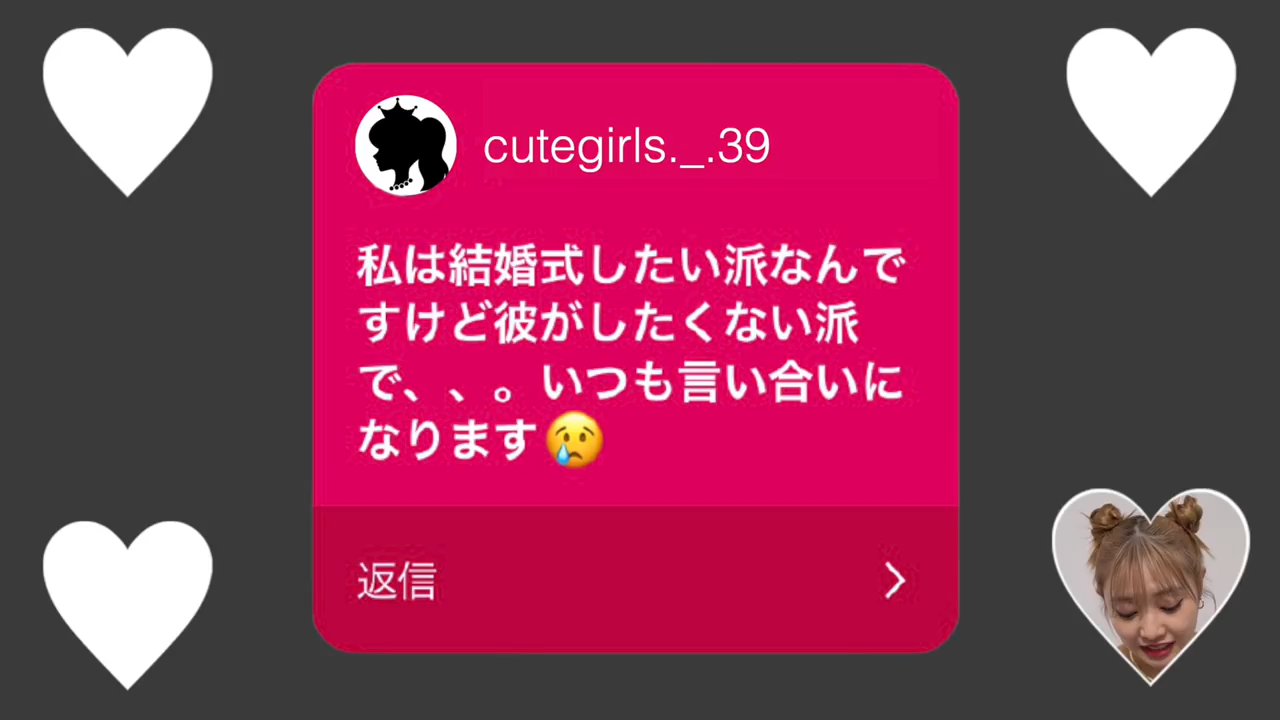 cutegirls._.39
私は結婚式したい派なんで
すけど彼がしたくない派
で、、。いつも言い合いに
なります😢
返信